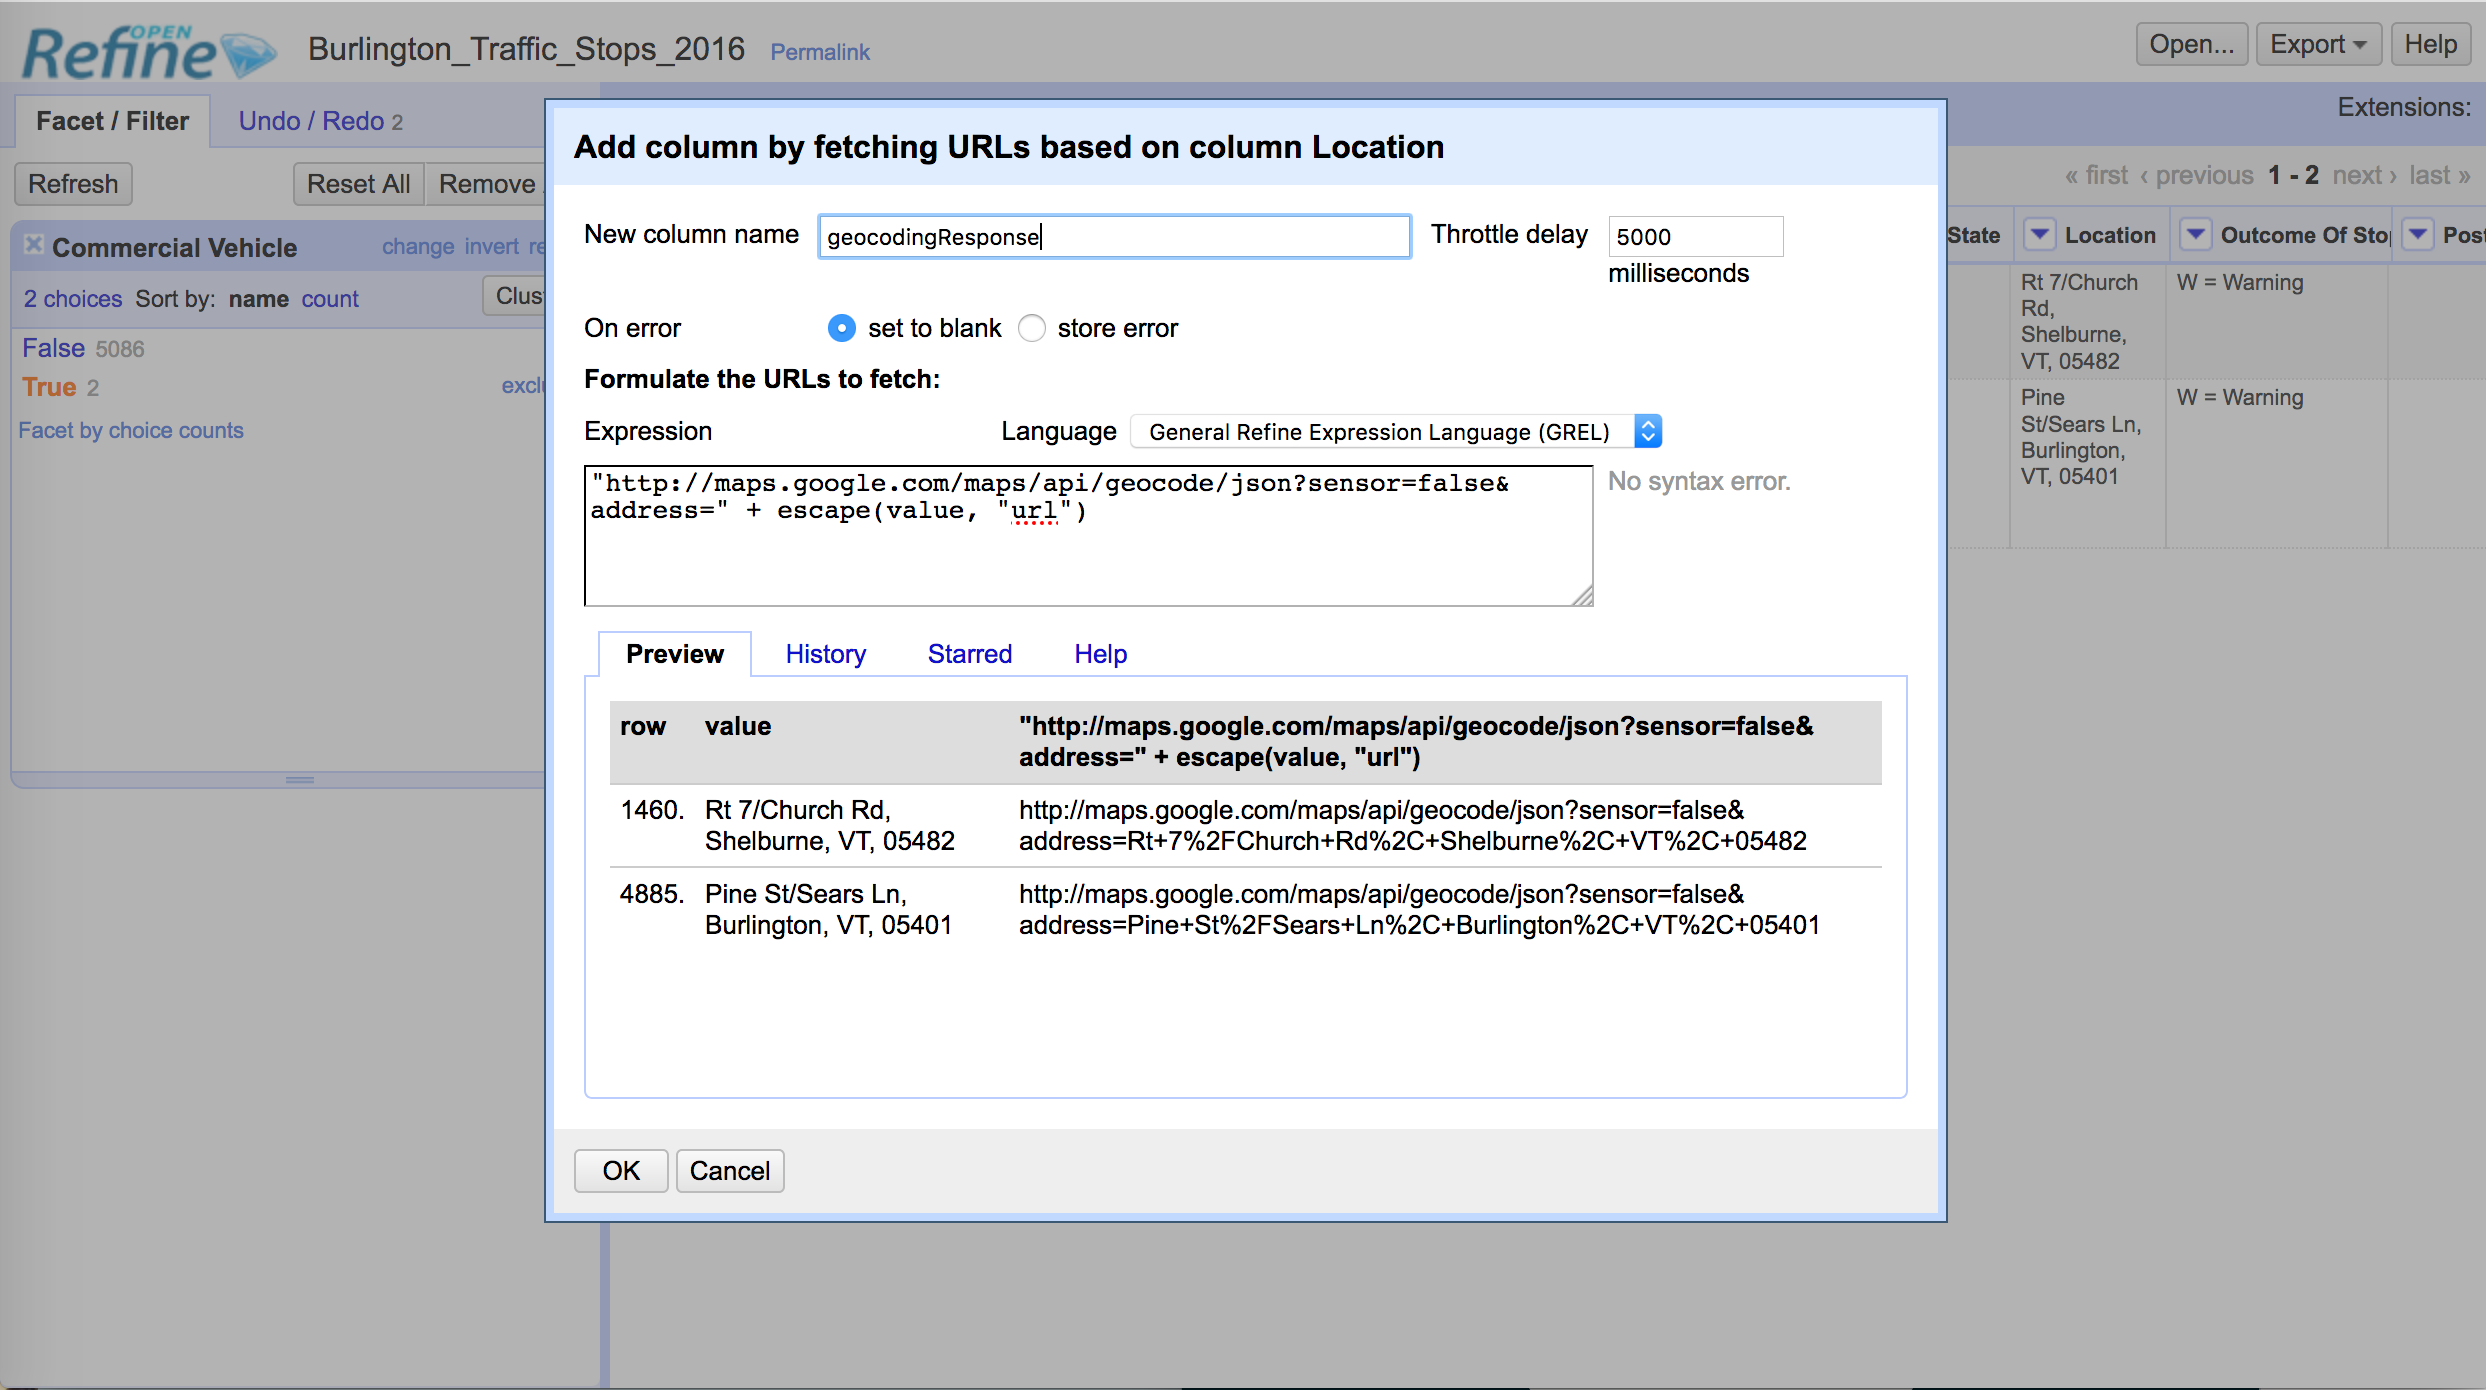 OPEN
Refine
Burlington_Traffic_Stops_2016 Permalink
Open... Export Help
Facet / Filter Undo / Redo 2
Extensions:
Refresh Reset All Remove
« first ‹ previous 1 - 2 next › last »
Commercial Vehicle change invert re
2 choices Sort by: name count Clus
False 5086
True 2 exclu
Facet by choice counts
State Location Outcome Of Stop Post
Rt 7/Church
Rd,
Shelburne,
VT, 05482
W = Warning
Pine
St/Sears Ln,
Burlington,
VT, 05401
W = Warning
Add column by fetching URLs based on column Location
New column name geocodingResponse Throttle delay 5000
milliseconds
On error set to blank store error
Formulate the URLs to fetch:
Expression Language General Refine Expression Language (GREL)
"http://maps.google.com/maps/api/geocode/json?sensor=false&
address=" + escape(value, "url")
No syntax error.
Preview History Starred Help
row value "http://maps.google.com/maps/api/geocode/json?sensor=false&
address=" + escape(value, "url")
1460. Rt 7/Church Rd, http://maps.google.com/maps/api/geocode/json?sensor=false&
Shelburne, VT, 05482 address=Rt+7%2FChurch+Rd%2C+Shelburne%2C+VT%2C+05482
4885. Pine St/Sears Ln, http://maps.google.com/maps/api/geocode/json?sensor=false&
Burlington, VT, 05401 address=Pine+St%2FSears+Ln%2C+Burlington%2C+VT%2C+05401
OK Cancel